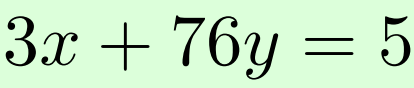 3x + 76y = 5